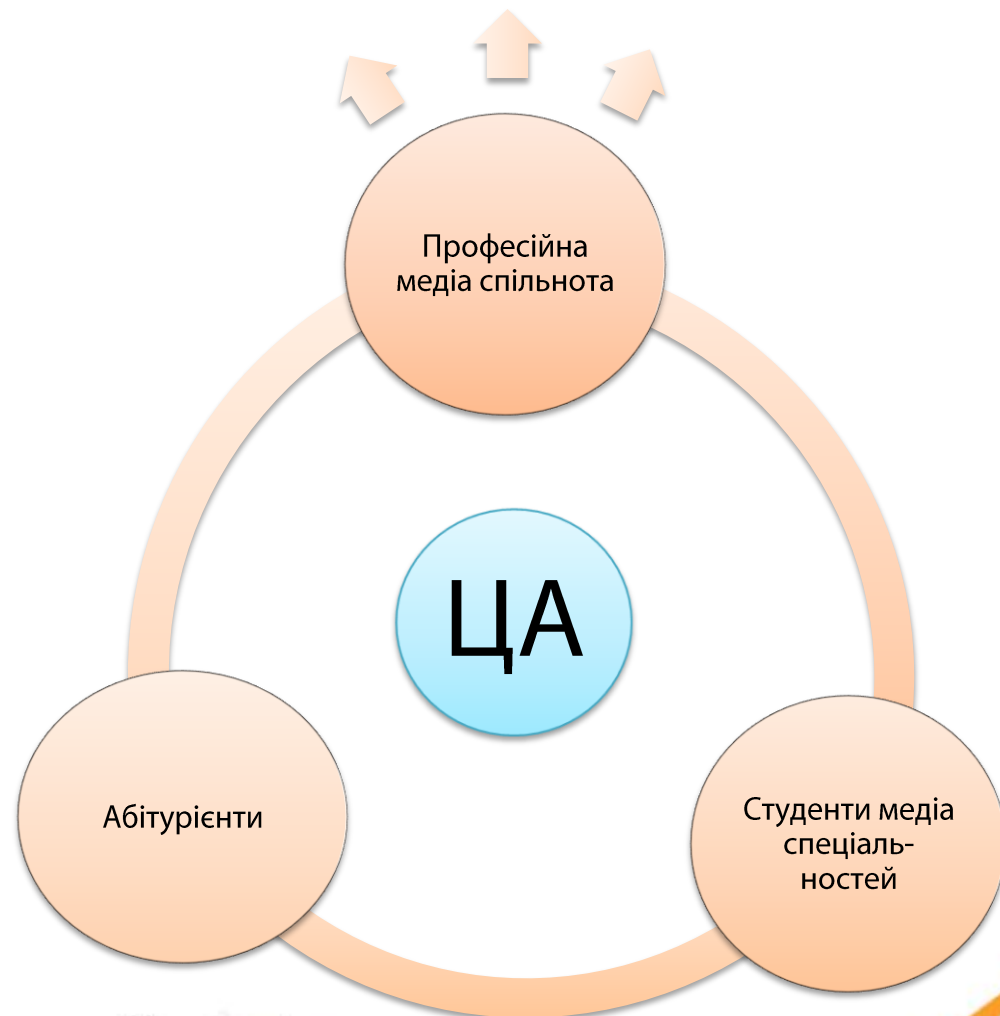 Професійна
медіа спільнота
ЦА
Абітурієнти
Студенти медіа
спеціаль-
ностей